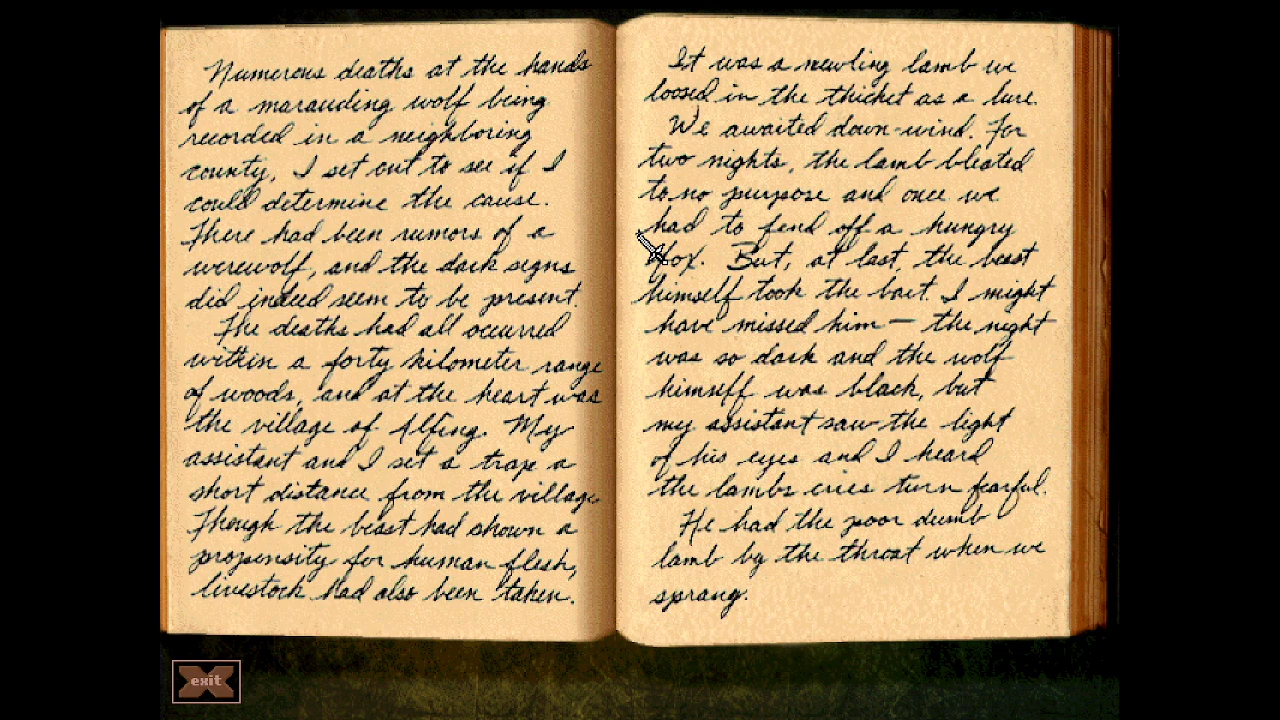 Numerous deaths at the hands
of a marauding wolf being
recorded in a neighboring
county, I set out to see if I
could determine the cause.
There had been rumors of a
werewolf, and the dark signs
did indeed seem to be present.
The deaths had all occurred
within a forty kilometer range
of woods, and at the heart was
the village of Alfing. My
assistant and I set a trap a
short distance from the village.
Though the beast had shown a
propensity for human flesh,
livestock had also been taken.
It was a mewling lamb we
loosed in the thicket as a lure.
We awaited down-wind. For
two nights, the lamb bleated
to no purpose and once we
had to fend off a hungry
fox. But, at last, the beast
himself took the bait. I might
have missed him — the night
was so dark and the wolf
himself was black, but
my assistant saw the light
of his eyes and I heard
the lambs cries turn fearful.
He had the poor dumb
lamb by the throat when we
sprang.
exit